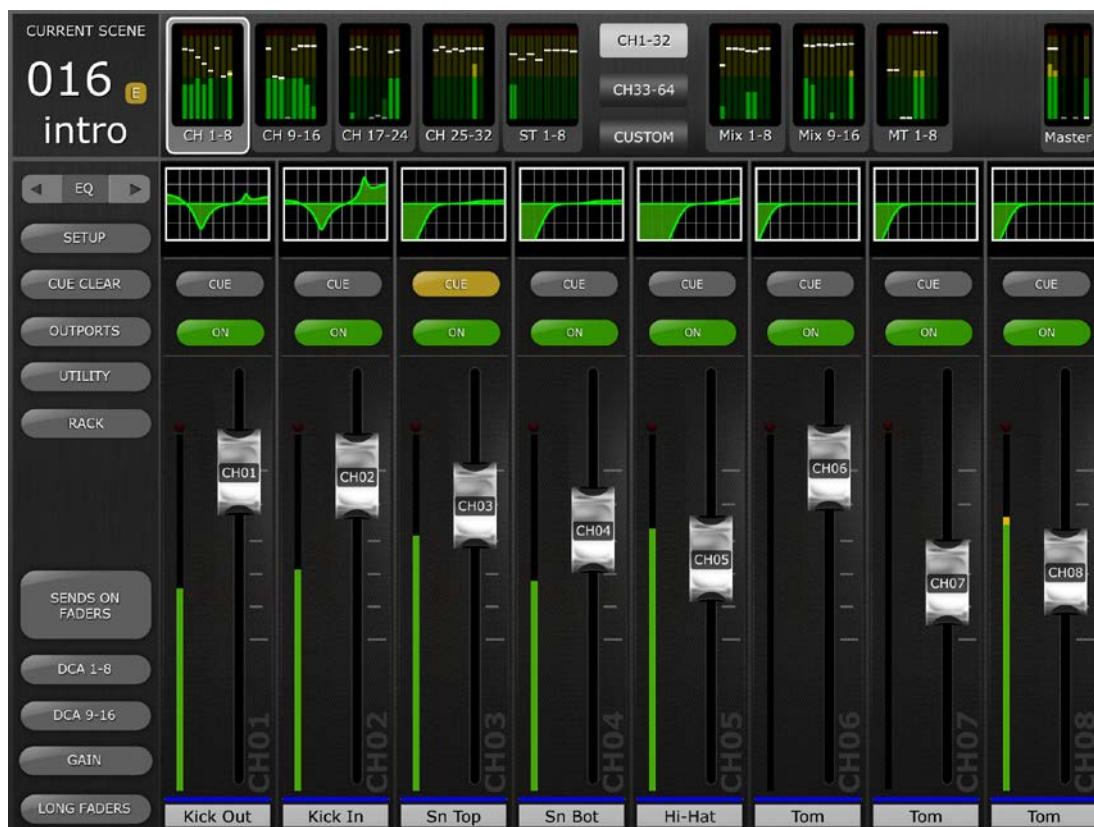 CURRENT SCENE
016 E
intro
CH 1-8
CH 9-16
CH 17-24
CH 25-32
ST 1-8
CH1-32
CH33-64
CUSTOM
Mix 1-8
Mix 9-16
MT 1-8
Master
EQ
SETUP
CUE CLEAR
OUTPORTS
UTILITY
RACK
SENDS ON
FADERS
DCA 1-8
DCA 9-16
GAIN
LONG FADERS
CUE CUE CUE CUE CUE CUE CUE CUE
ON ON ON ON ON ON ON ON
CH01 CH02 CH03 CH04 CH05 CH06 CH07 CH08
CH01 CH02 CH03 CH04 CH05 CH06 CH07 CH08
Kick Out Kick In Sn Top Sn Bot Hi-Hat Tom Tom Tom